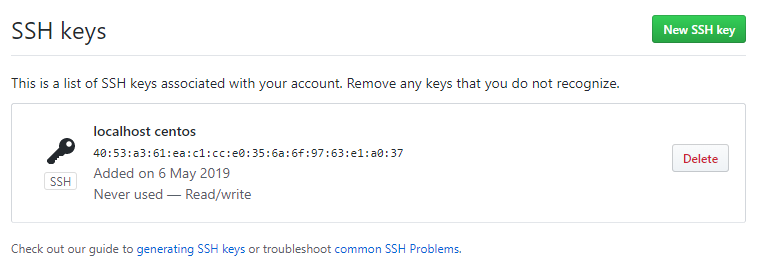 SSH keys
New SSH key
This is a list of SSH keys associated with your account. Remove any keys that you do not recognize.
localhost centos
40:53:a3:61:ea:c1:cc:e0:35:6a:6f:97:63:e1:a0:37
Added on 6 May 2019
Never used — Read/write
SSH
Delete
Check out our guide to generating SSH keys or troubleshoot common SSH Problems.